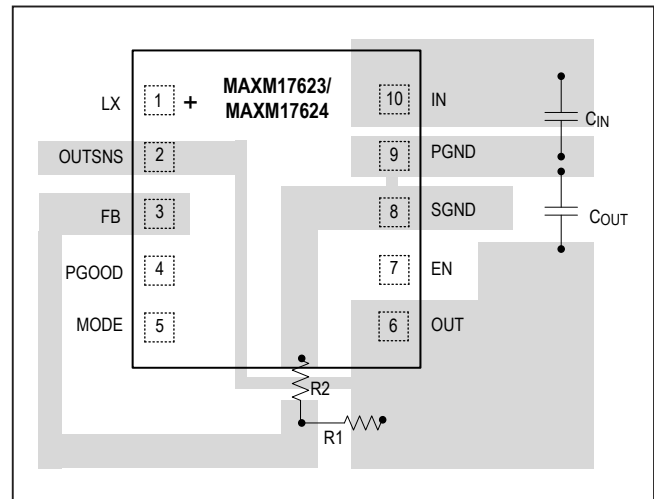 MAXM17623/
MAXM17624
LX 1 + 10 IN
CIN
OUTSNS 2 9 PGND
FB 3 8 SGND
COUT
PGOOD 4 7 EN
MODE 5 6 OUT
R2
R1